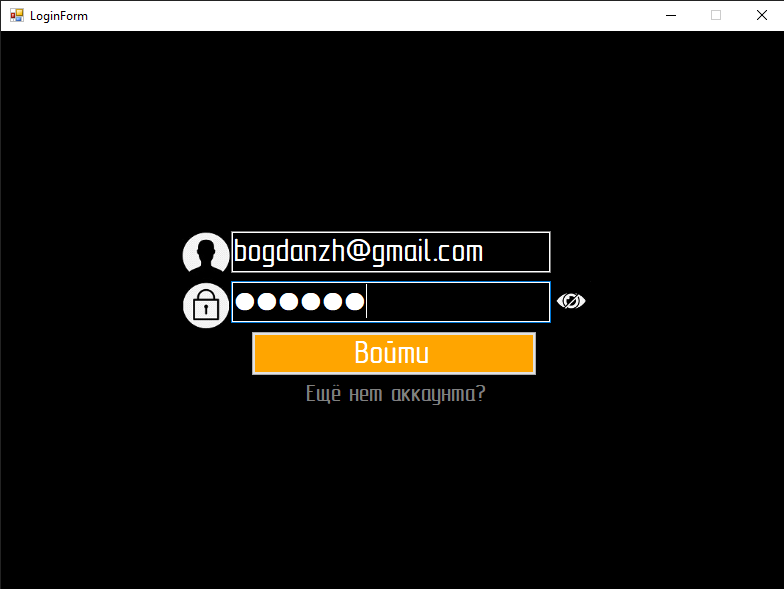 LoginForm
bogdanzh@gmail.com
●●●●●●
Войти
Ещё нет аккаунта?